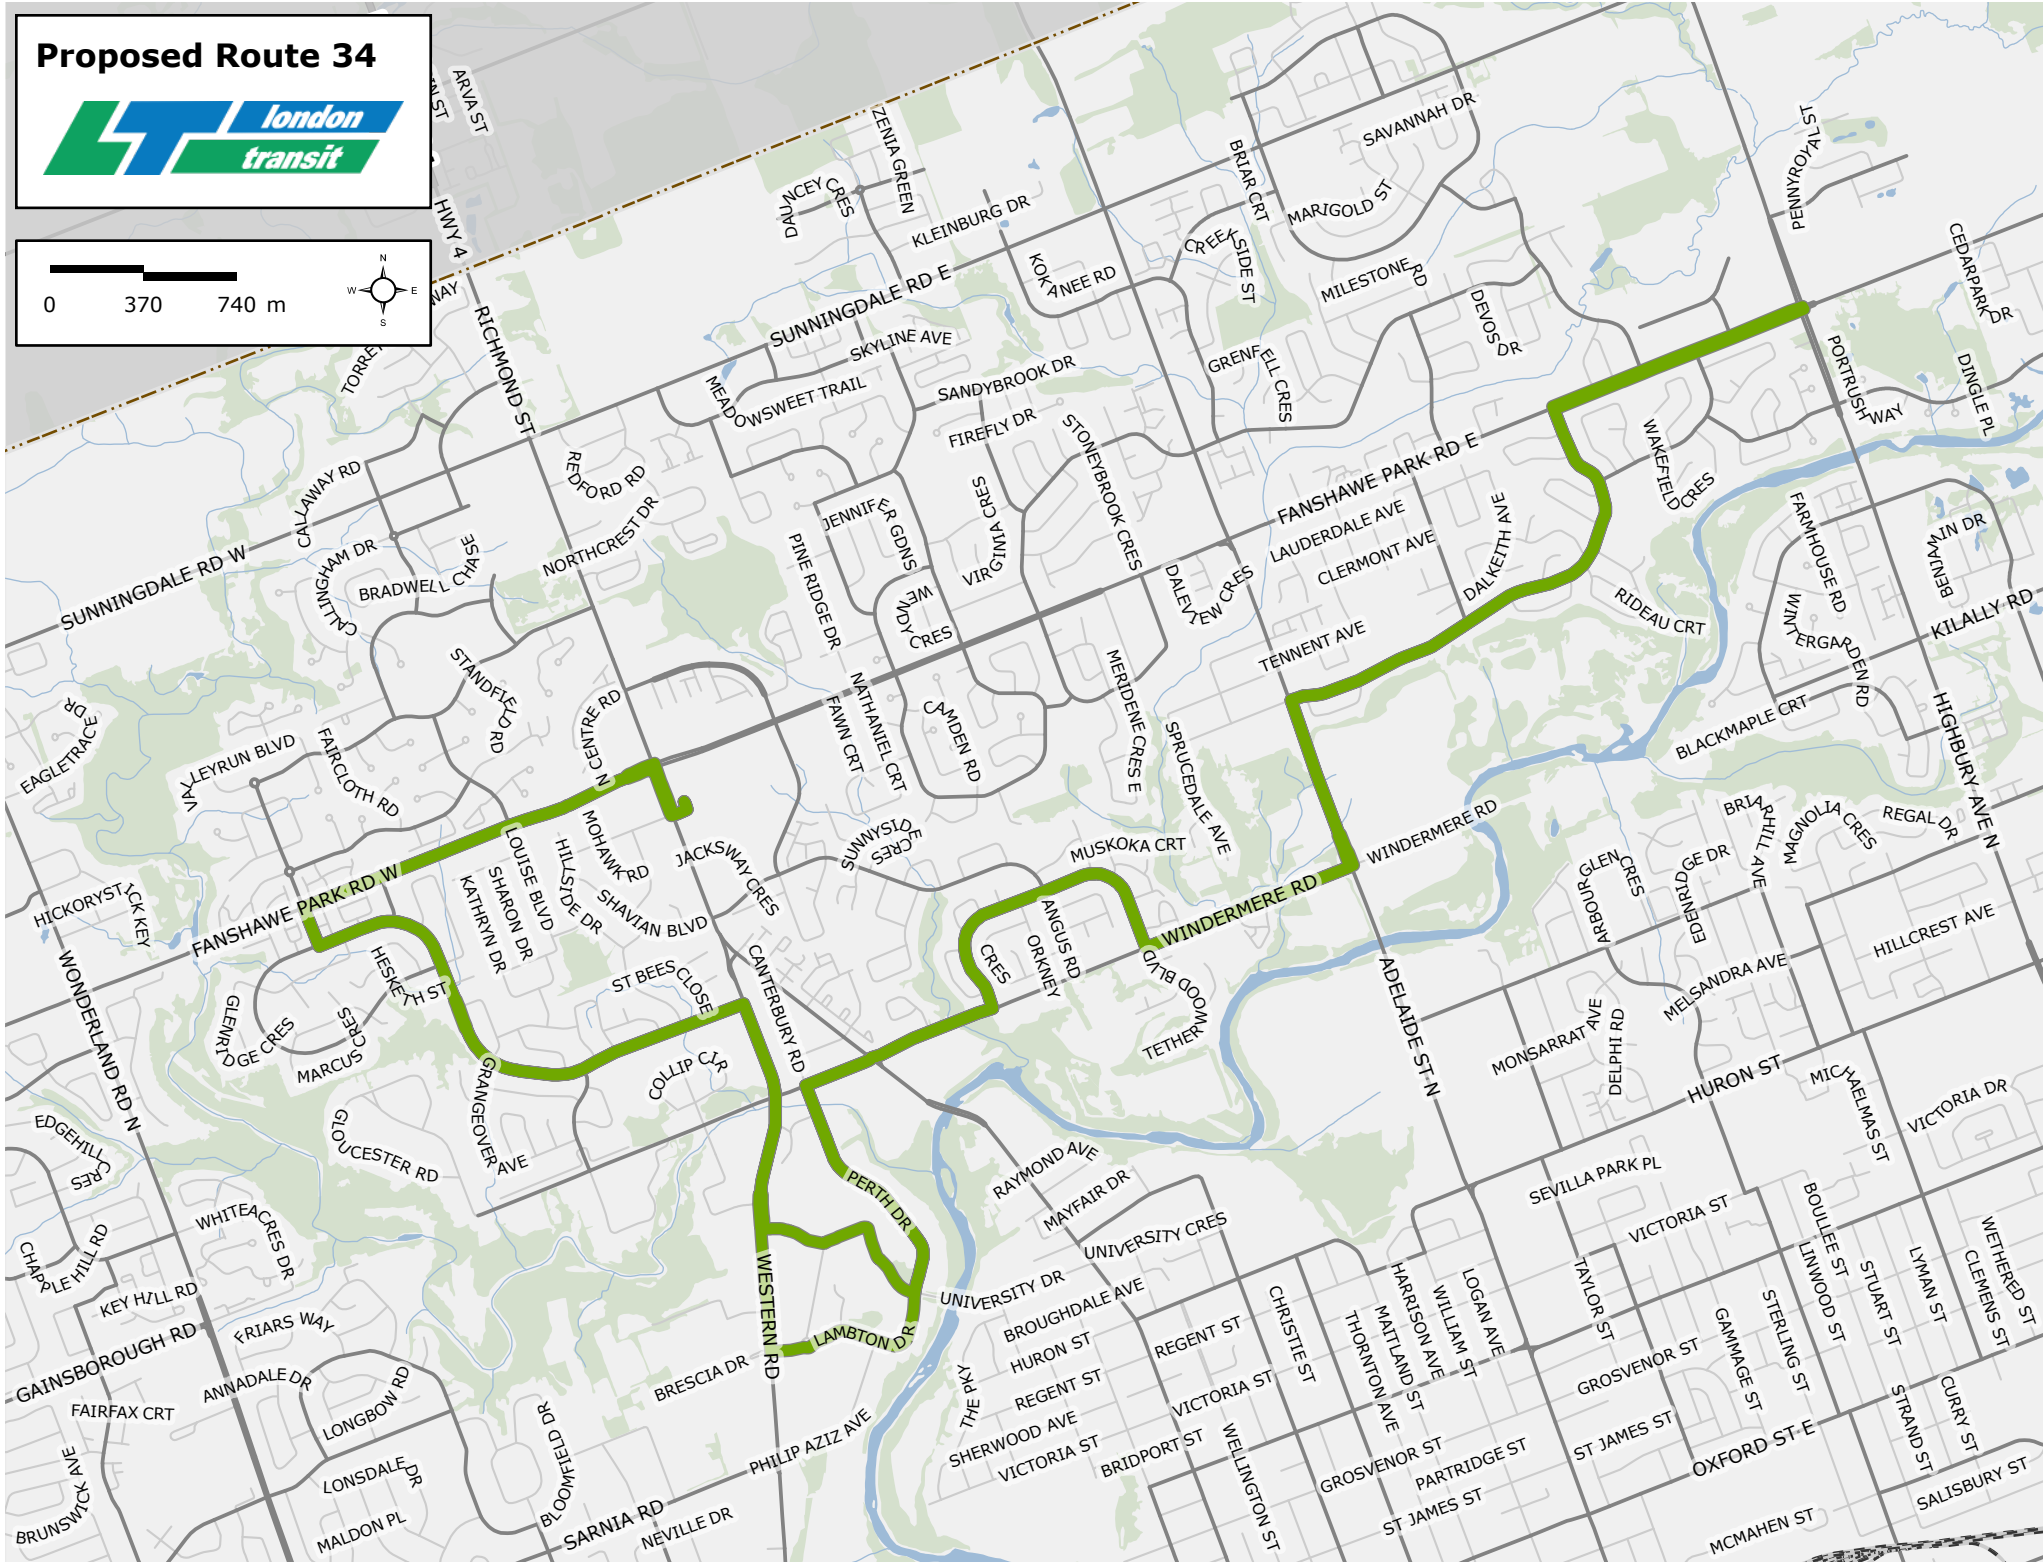 Proposed Route 34
london
transit
0 370 740 m
N
W E
S
ARVA ST
HWY 4
RICHMOND ST
ZENIA GREEN
DAUNCEY CRES
KLEINBURG DR
SUNNINGDALE RD E
KOKANEE RD
BRIAR CRT
CREEKSIDE ST
SAVANNAH DR
MARIGOLD ST
MILESTONE RD
PENNYROYAL ST
CEDARPARK DR
DEVOS DR
GRENFELL CRES
PORTRUSH WAY
DINGLE PL
SKYLINE AVE
MEADOWSWEET TRAIL
SANDYBROOK DR
FIREFLY DR
STONEYBROOK CRES
CALLAWAY RD
REDFORD RD
NORTHCREST DR
JENNIFER GDNS
VIRGINIA CRES
WENDY CRES
PINE RIDGE DR
FANSHAWE PARK RD E
LAUDERDALE AVE
CLERMONT AVE
DALKEITH AVE
WAKEFIELD CRES
FARMHOUSE RD
BENJAMIN DR
SUNNINGDALE RD W
CALLINGHAM DR
BRADWELL CHASE
DALEVIEW CRES
TENNENT AVE
RIDEAU CRT
WINTERGARDEN RD
KILALLY RD
STANDFIELD RD
N CENTRE RD
NATHANIEL CRT
FAWN CRT
CAMDEN RD
MERIDENE CRES E
SPRUCEDALE AVE
BLACKMAPLE CRT
HIGHBURY AVE N
EAGLETRACE DR
VALLEYRUN BLVD
FAIRCLOTH RD
MOHAWK RD
LOUISE BLVD
HILLSIDE DR
SHARON DR
KATHRYN DR
SHAVIAN BLVD
JACKSWAY CRES
SUNNYSIDE CRES
MUSKOKA CRT
WINDERMERE RD
WINDERMERE RD
BRIARHILL AVE
MAGNOLIA CRES
REGAL DR
ARBOUR GLEN CRES
EDENRIDGE DR
HICKORYSTICK KEY
FANSHAWE PARK RD W
WONDERLAND RD N
HESKETH ST
ST BEES CLOSE
CANTERBURY RD
CRES
ANGUS RD
ORKNEY
TETHERWOOD BLVD
ADELAIDE ST N
MELSANDRA AVE
HILLCREST AVE
GLENRIDGE CRES
MARCUS CRES
GRANGEOVER AVE
COLLIP CIR
MONSARRAT AVE
DELPHI RD
HURON ST
MICHAELMAS ST
VICTORIA DR
EDGEHILL CRES
GLOUCESTER RD
WHITEACRES DR
CHAPPLE HILL RD
KEY HILL RD
PERTH DR
RAYMOND AVE
MAYFAIR DR
UNIVERSITY CRES
SEVILLA PARK PL
VICTORIA ST
BOULLEE ST
LINWOOD ST
WETHERED ST
CLEMENS ST
LYMAN ST
STUART ST
GAINSBOROUGH RD
FRIARS WAY
ANNADALE DR
WESTERN RD
LAMBTON DR
BRESCIA DR
UNIVERSITY DR
BROUGHDALE AVE
HURON ST
REGENT ST
THE PKY
REGENT ST
CHRISTIE ST
THORNTON AVE
MAITLAND ST
HARRISON AVE
WILLIAM ST
LOGAN AVE
TAYLOR ST
GAMMAGE ST
STERLING ST
GROSVENOR ST
FAIRFAX CRT
LONGBOW RD
LONSDALE DR
BLOOMFIELD DR
PHILIP AZIZ AVE
SHERWOOD AVE
VICTORIA ST
VICTORIA ST
BRIDPORT ST
WELLINGTON ST
GROSVENOR ST
PARTRIDGE ST
ST JAMES ST
ST JAMES ST
OXFORD ST E
STRAND ST
CURRY ST
SALISBURY ST
MCMAHEN ST
BRUNSWICK AVE
MALDON PL
SARNIA RD
NEVILLE DR